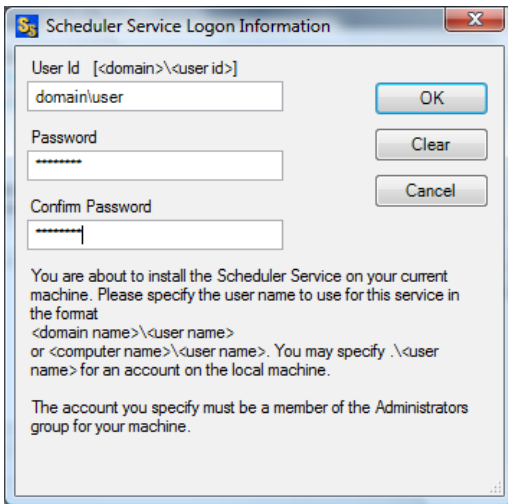 S5 Scheduler Service Logon Information
User Id [<domain>\<user id>]
domain\user
OK
Password
Clear
********
Cancel
Confirm Password
********
You are about to install the Scheduler Service on your current
machine. Please specify the user name to use for this service in
the format
<domain name>\<user name>
or <computer name>\<user name>. You may specify .\<user
name> for an account on the local machine.
The account you specify must be a member of the Administrators
group for your machine.